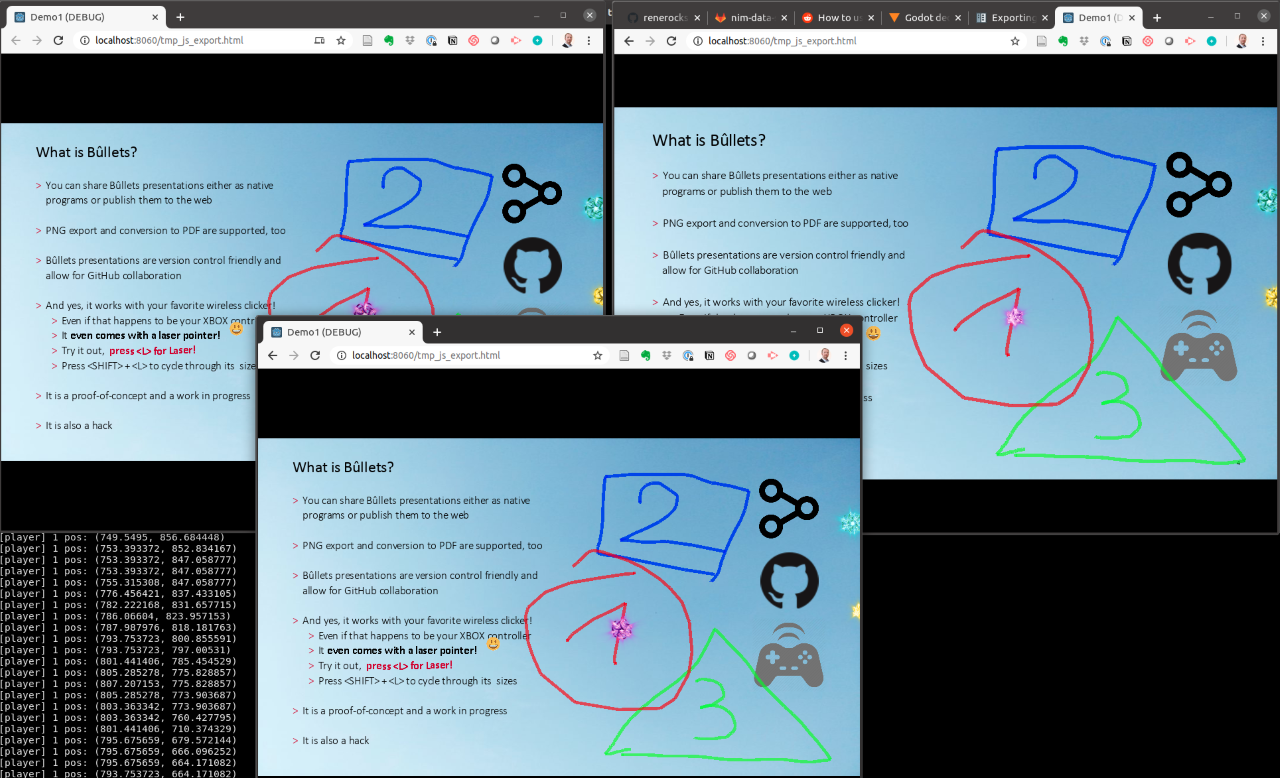 Demo1 (DEBUG)
localhost:8060/tmp_js_export.html
What is Bûllets?
> You can share Bûllets presentations either as native
programs or publish them to the web
> PNG export and conversion to PDF are supported, too
> Bûllets presentations are version control friendly and
allow for GitHub collaboration
> And yes, it works with your favorite wireless clicker!
> Even if that happens to be your XBOX contr
> It even comes with a laser pointer!
> Try it out, press <L> for Laser!
> Press <SHIFT> + <L> to cycle through its size
> It is a proof-of-concept and a work in progress
> It is also a hack
2
1
renerocks
nim-data-
How to us
Godot de
Exporting
Demo1 (D
localhost:8060/tmp_js_export.html
What is Bûllets?
> You can share Bûllets presentations either as native
programs or publish them to the web
> PNG export and conversion to PDF are supported, too
> Bûllets presentations are version control friendly and
allow for GitHub collaboration
> And yes, it works with your favorite wireless clicker!
controller
sizes
ss
2
1
3
Demo1 (DEBUG)
localhost:8060/tmp_js_export.html
What is Bûllets?
> You can share Bûllets presentations either as native
programs or publish them to the web
> PNG export and conversion to PDF are supported, too
> Bûllets presentations are version control friendly and
allow for GitHub collaboration
> And yes, it works with your favorite wireless clicker!
> Even if that happens to be your XBOX controller
> It even comes with a laser pointer!
> Try it out, press <L> for Laser!
> Press <SHIFT> + <L> to cycle through its sizes
> It is a proof-of-concept and a work in progress
> It is also a hack
2
1
3
[player] 1 pos: (749.5495, 856.684448)
[player] 1 pos: (753.393372, 852.834167)
[player] 1 pos: (753.393372, 847.058777)
[player] 1 pos: (753.393372, 847.058777)
[player] 1 pos: (755.315308, 847.058777)
[player] 1 pos: (776.456421, 837.433105)
[player] 1 pos: (782.222168, 831.657715)
[player] 1 pos: (786.06604, 823.957153)
[player] 1 pos: (787.987976, 818.181763)
[player] 1 pos: (793.753723, 800.855591)
[player] 1 pos: (793.753723, 797.00531)
[player] 1 pos: (801.441406, 785.454529)
[player] 1 pos: (805.285278, 775.828857)
[player] 1 pos: (807.207153, 775.828857)
[player] 1 pos: (805.285278, 773.903687)
[player] 1 pos: (803.363342, 773.903687)
[player] 1 pos: (803.363342, 760.427795)
[player] 1 pos: (801.441406, 710.374329)
[player] 1 pos: (795.675659, 679.572144)
[player] 1 pos: (795.675659, 666.096252)
[player] 1 pos: (795.675659, 664.171082)
[player] 1 pos: (793.753723, 664.171082)